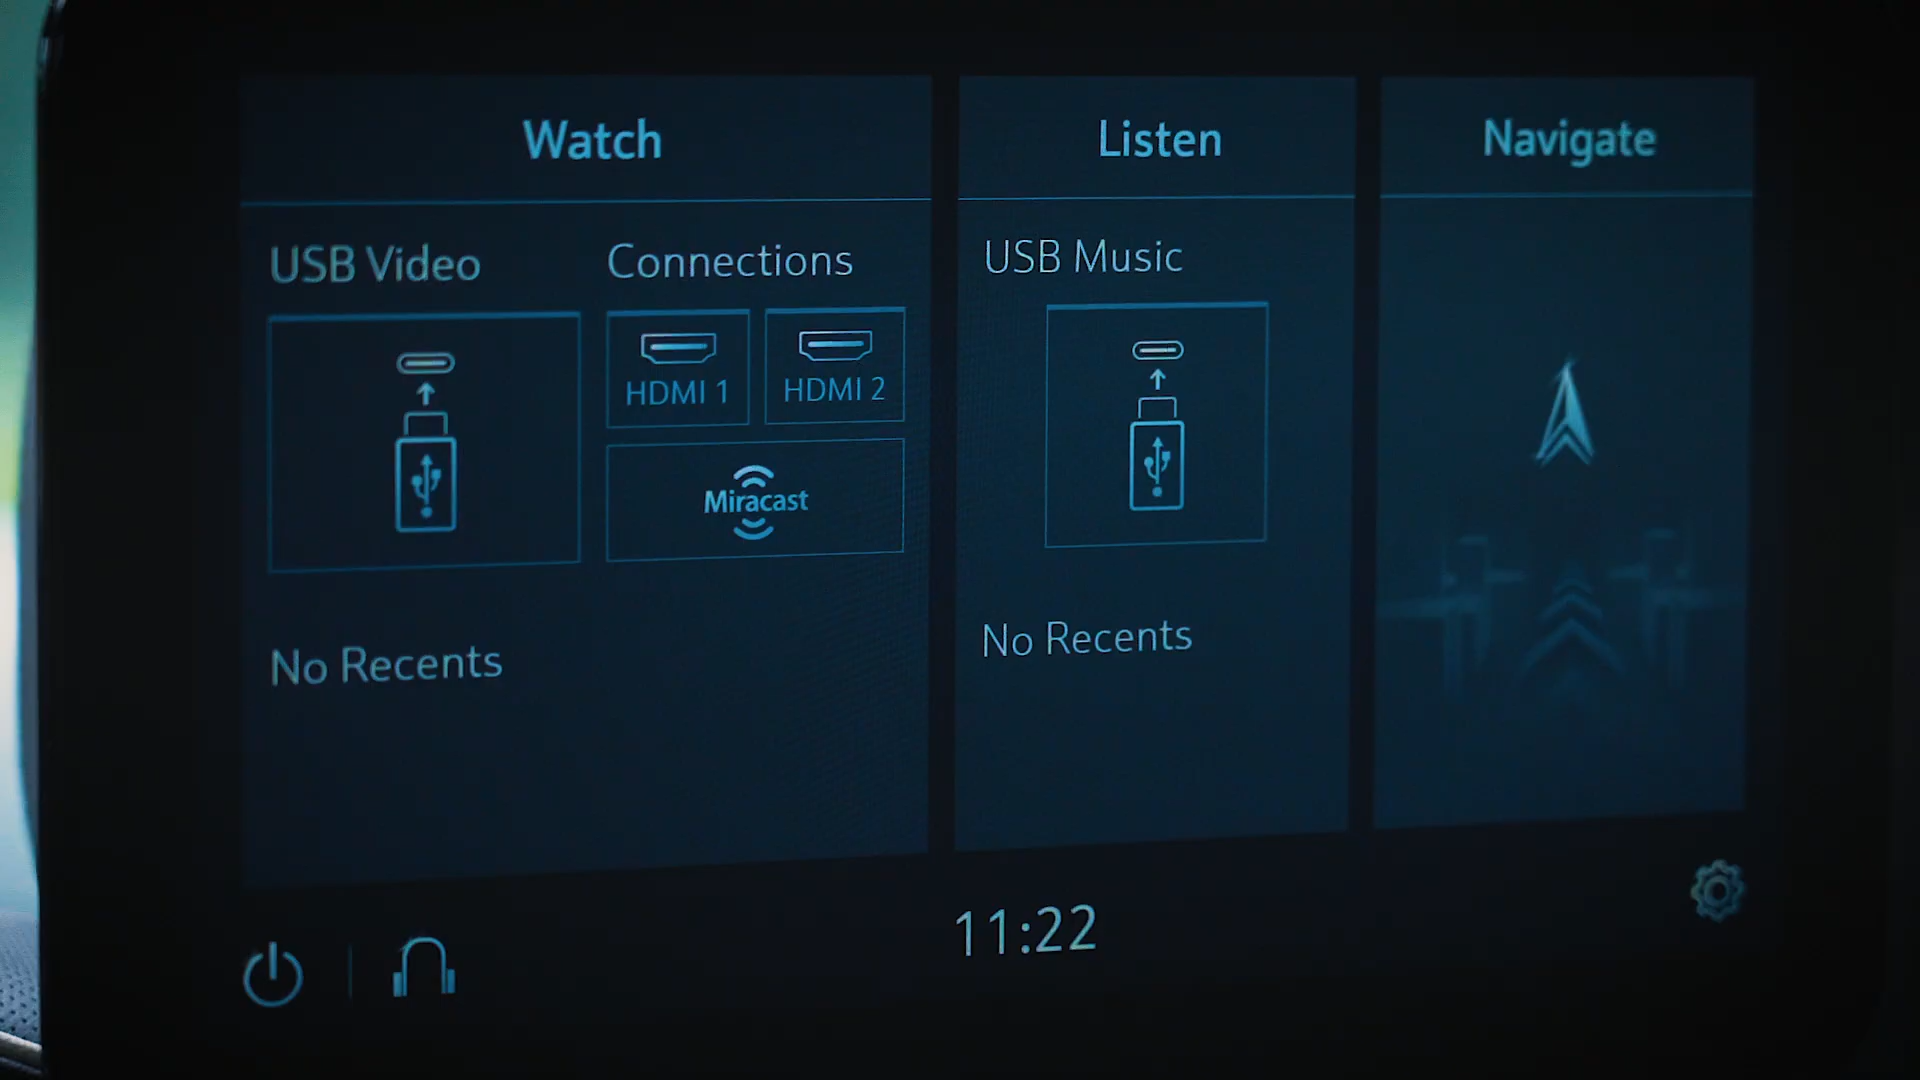 Watch
USB Video
Connections
HDMI 1
HDMI 2
Miracast
No Recents
Listen
USB Music
No Recents
Navigate
11:22